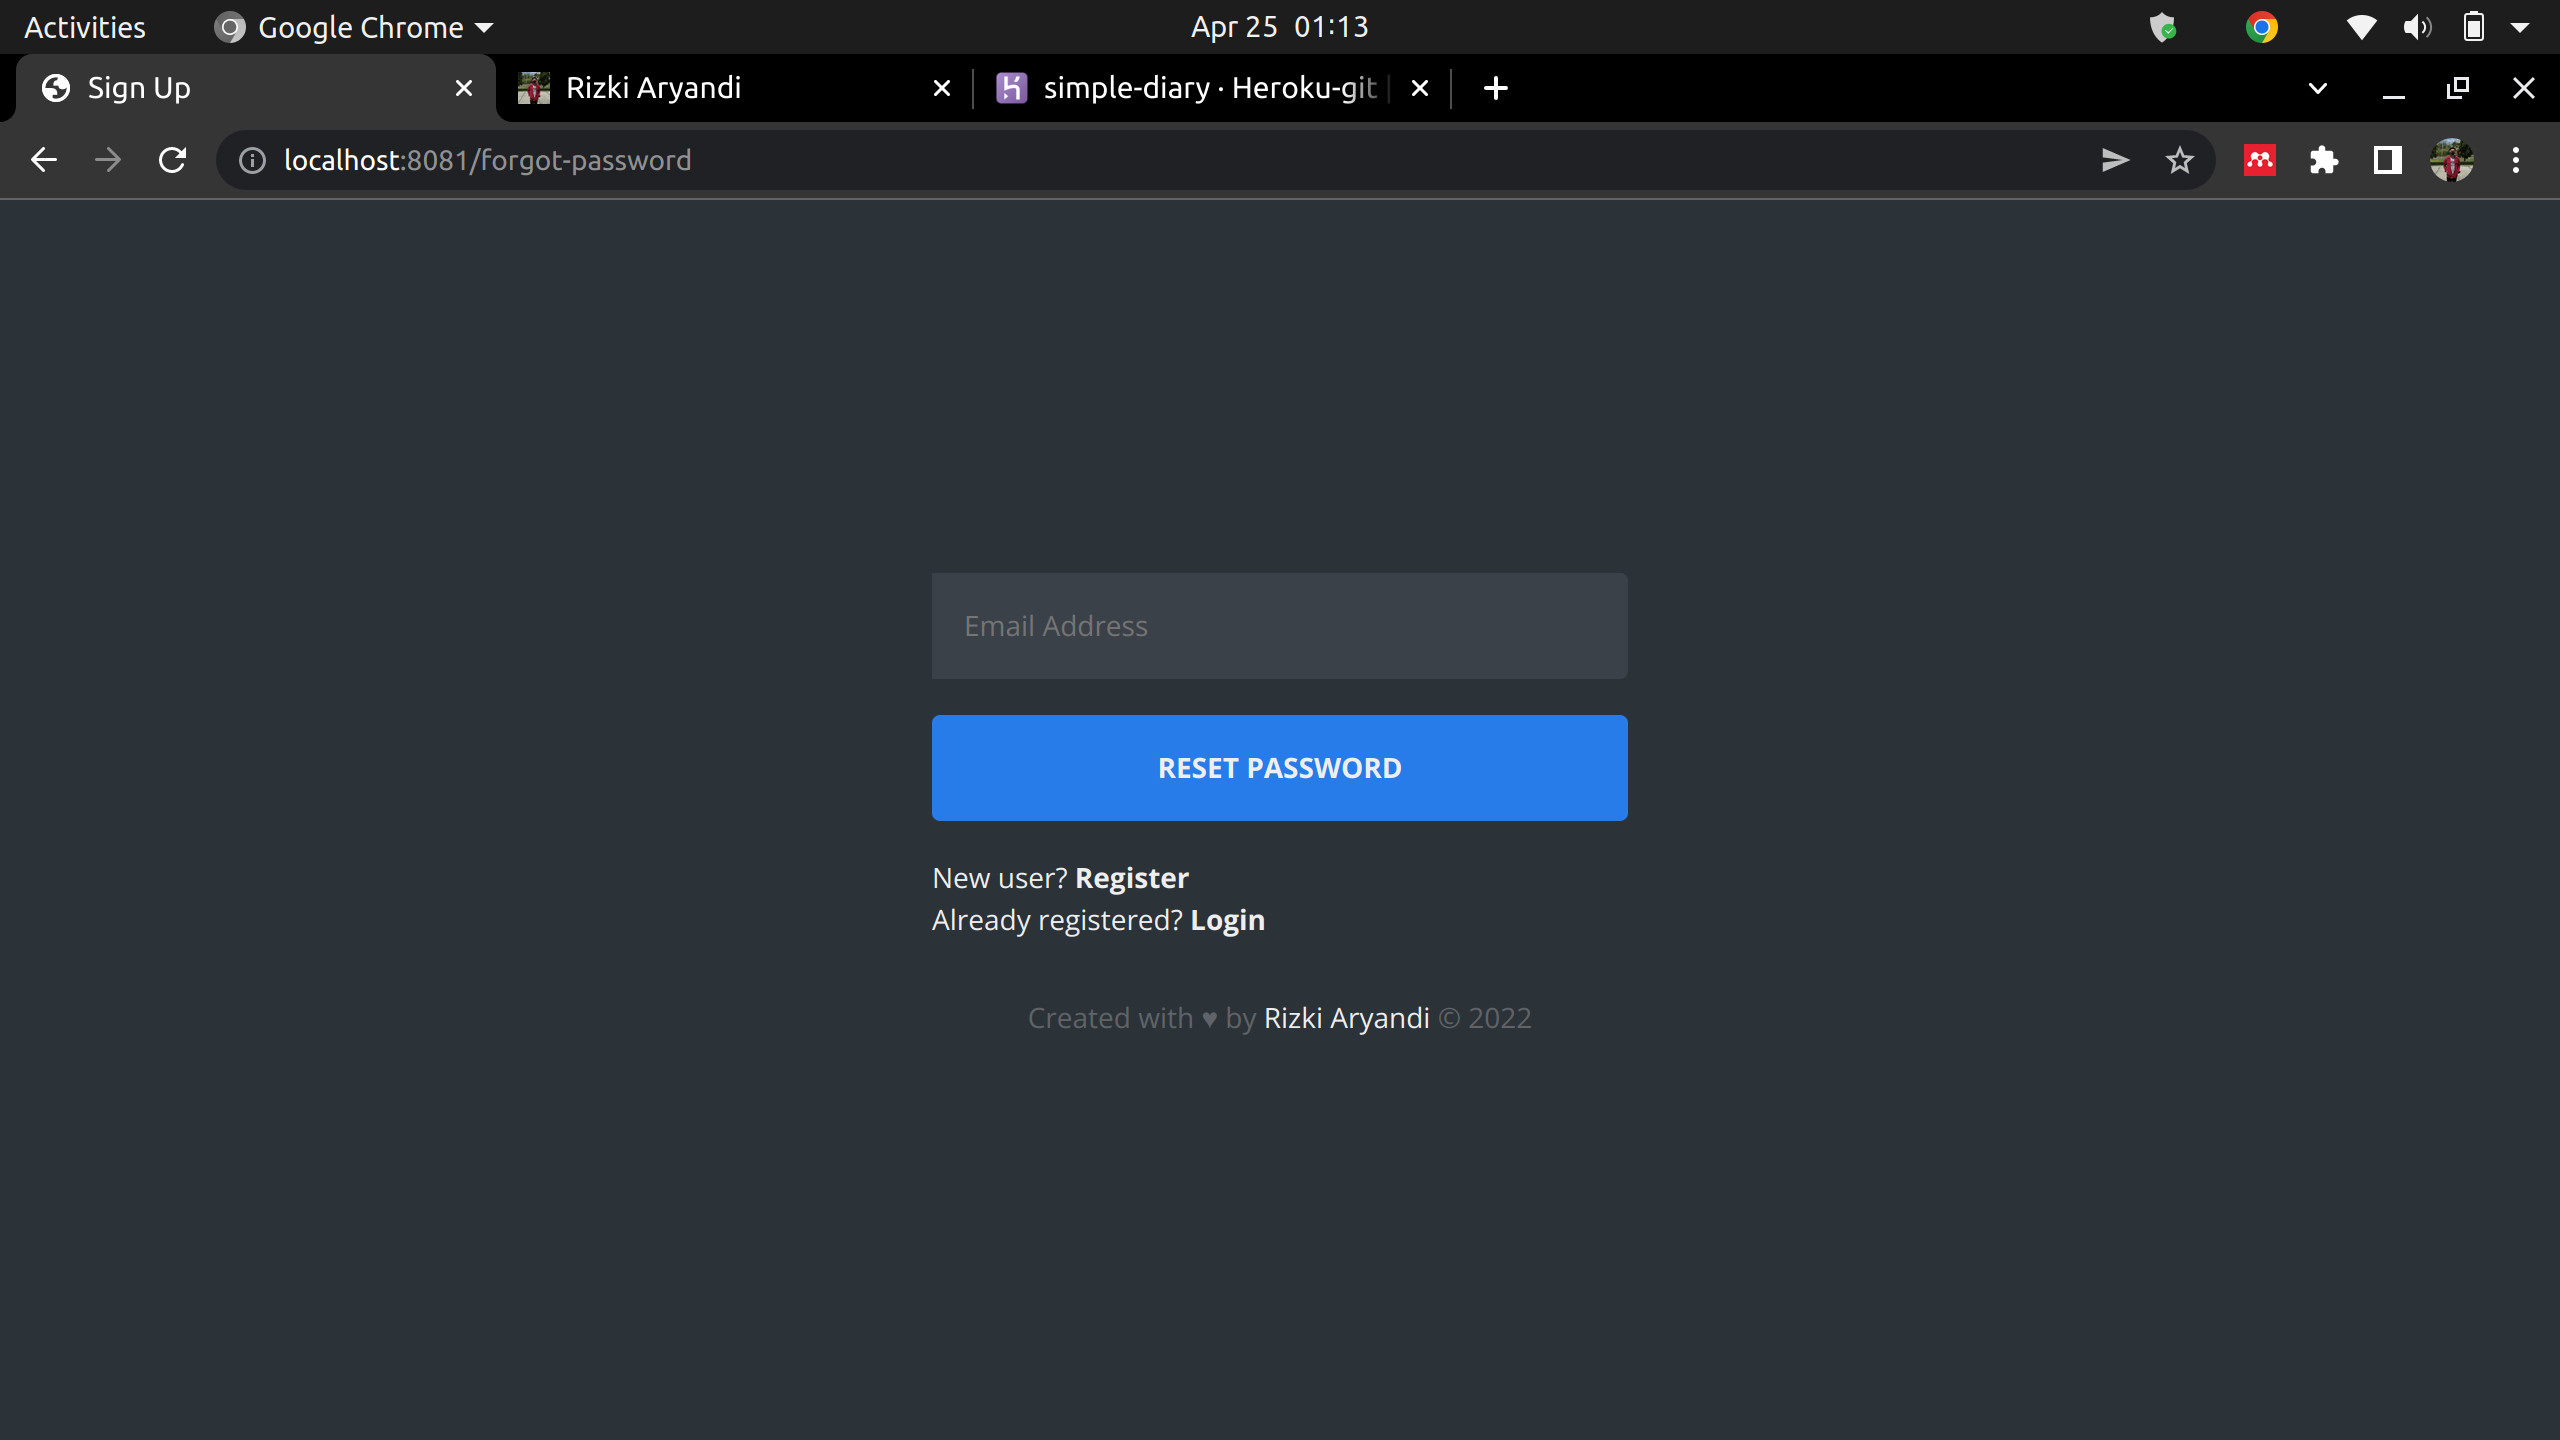 Activities
Google Chrome
Apr 25 01:13
Sign Up
Rizki Aryandi
simple-diary · Heroku-git
localhost:8081/forgot-password
Email Address
RESET PASSWORD
New user? Register
Already registered? Login
Created with ♥ by Rizki Aryandi © 2022